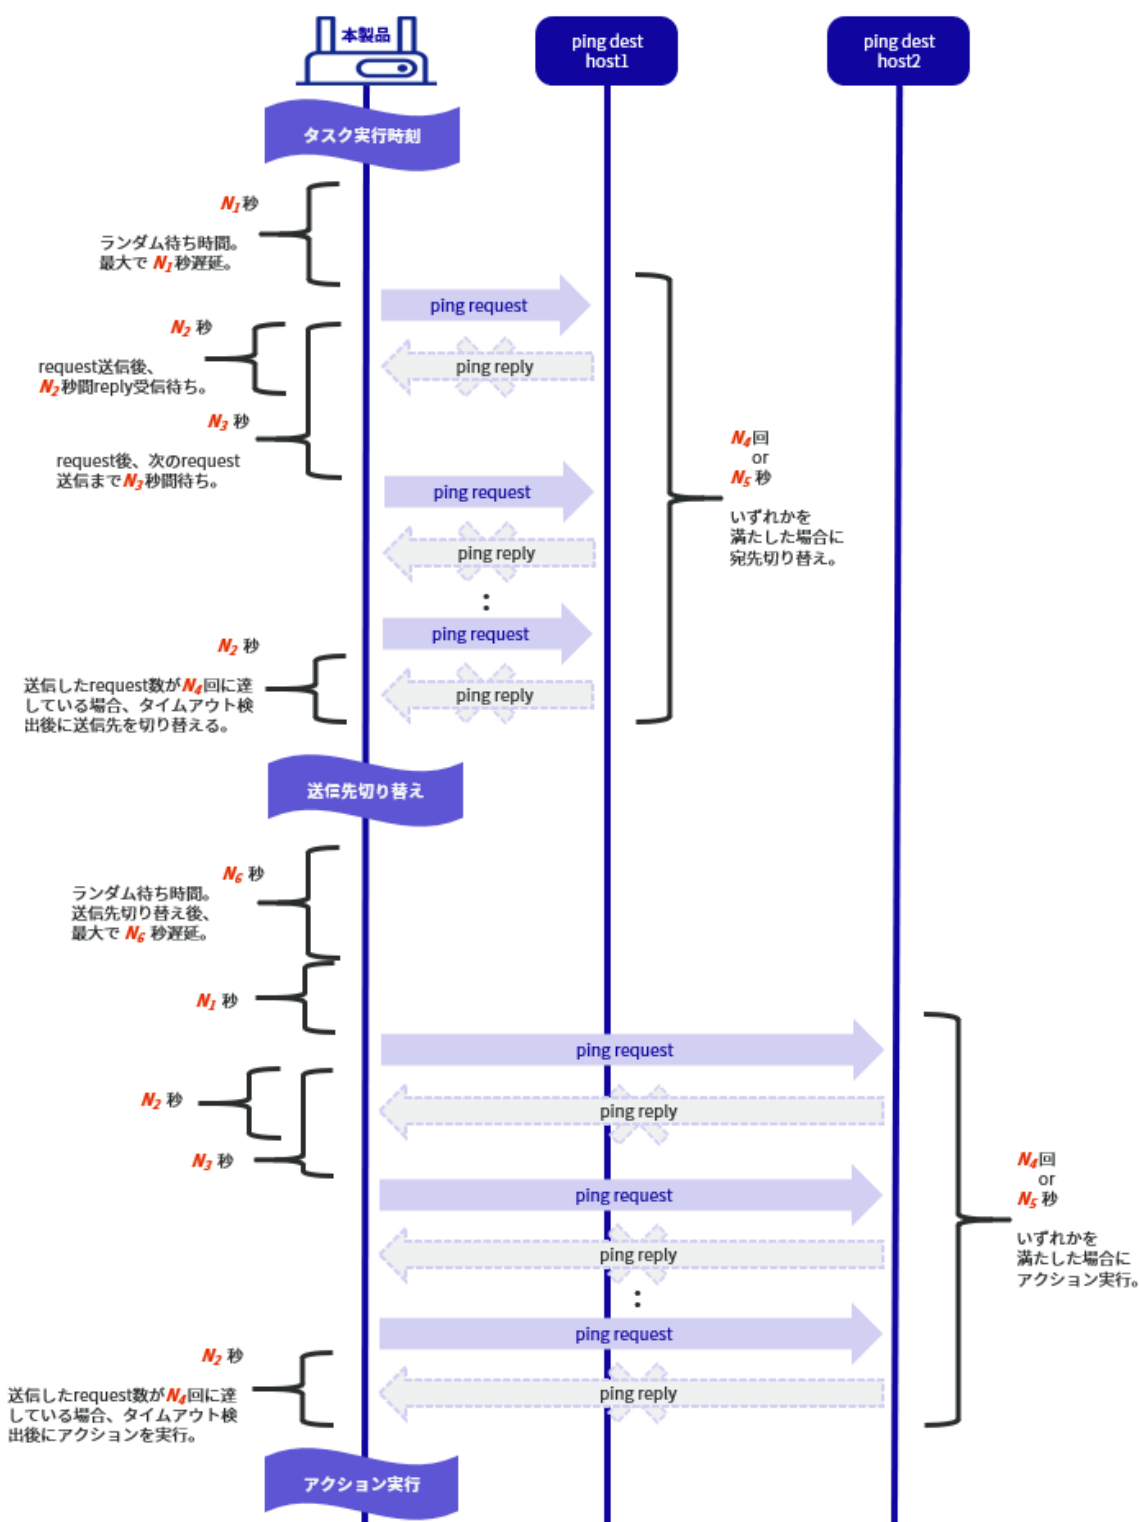 本製品
ping dest
host1
ping dest
host2
タスク実行時刻
N1秒
ランダム待ち時間。
最大で N1秒遅延。
ping request
N2 秒
request送信後、
N2秒間reply受信待ち。
ping reply
N3 秒
request後、次のrequest
送信までN3秒間待ち。
ping request
ping reply
:
ping request
N4回
or
N5 秒
いずれかを
満たした場合に
宛先切り替え。
N2 秒
送信したrequest数がN4回に達
している場合、タイムアウト検
出後に送信先を切り替える。
ping reply
送信先切り替え
N6 秒
ランダム待ち時間。
送信先切り替え後、
最大で N6 秒遅延。
N1 秒
ping request
N2 秒
ping reply
N3 秒
ping request
ping reply
:
ping request
N4回
or
N5 秒
いずれかを
満たした場合に
アクション実行。
N2 秒
送信したrequest数がN4回に達
している場合、タイムアウト検
出後にアクションを実行。
ping reply
アクション実行